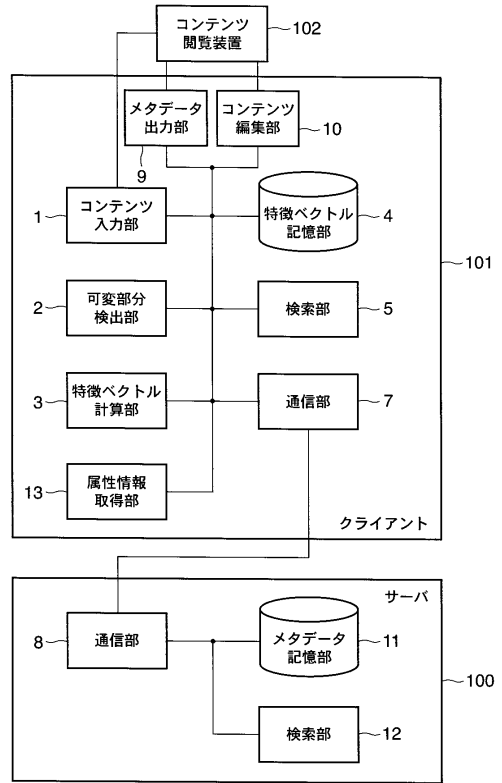 コンテンツ
閲覧装置
102
メタデータ
出力部
9
コンテンツ
編集部
10
1
コンテンツ
入力部
特徴ベクトル
記憶部
4
101
2
可変部分
検出部
検索部
5
3
特徴ベクトル
計算部
通信部
7
13
属性情報
取得部
クライアント
サーバ
8
通信部
メタデータ
記憶部
11
100
検索部
12